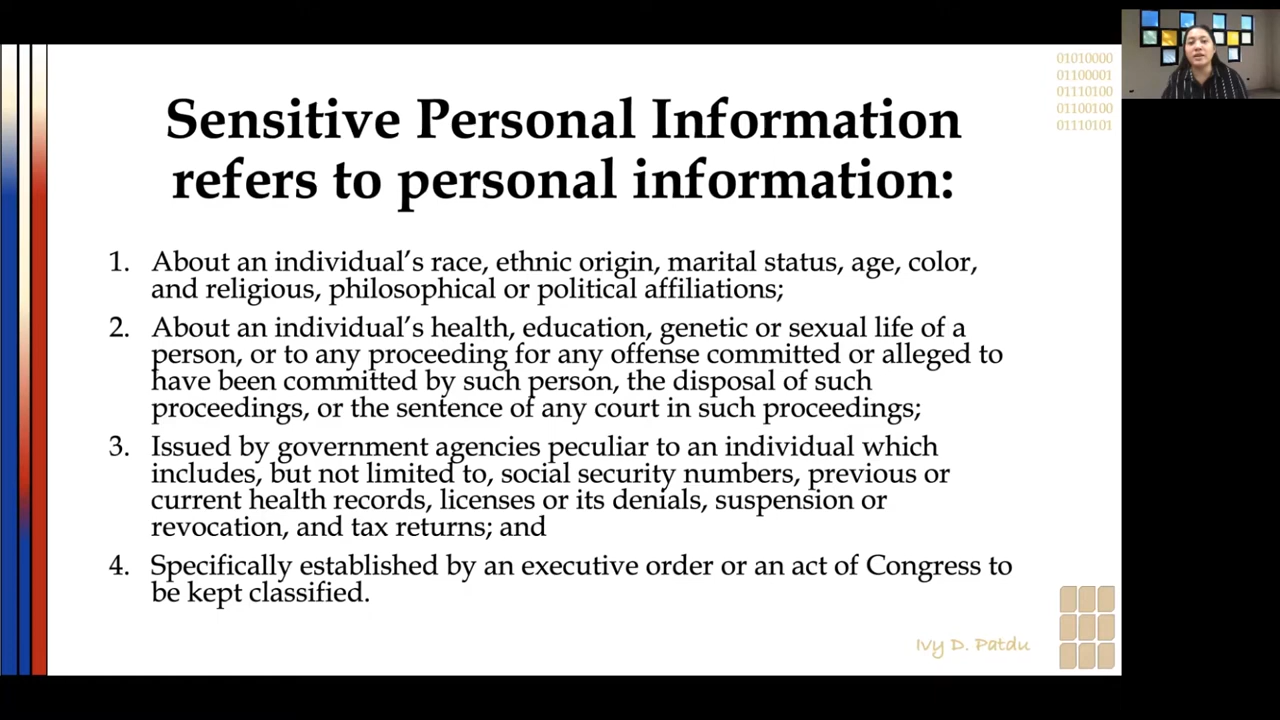 Sensitive Personal Information
refers to personal information:
01010000
01100001
01110100
01100100
01110101
1. About an individual's race, ethnic origin, marital status, age, color,
and religious, philosophical or political affiliations;
2. About an individual's health, education, genetic or sexual life of a
person, or to any proceeding for any offense committed or alleged to
have been committed by such person, the disposal of such
proceedings, or the sentence of any court in such proceedings;
3. Issued by government agencies peculiar to an individual which
includes, but not limited to, social security numbers, previous or
current health records, licenses or its denials, suspension or
revocation, and tax returns; and
4. Specifically established by an executive order or an act of Congress to
be kept classified.
Ivy D. Patdu